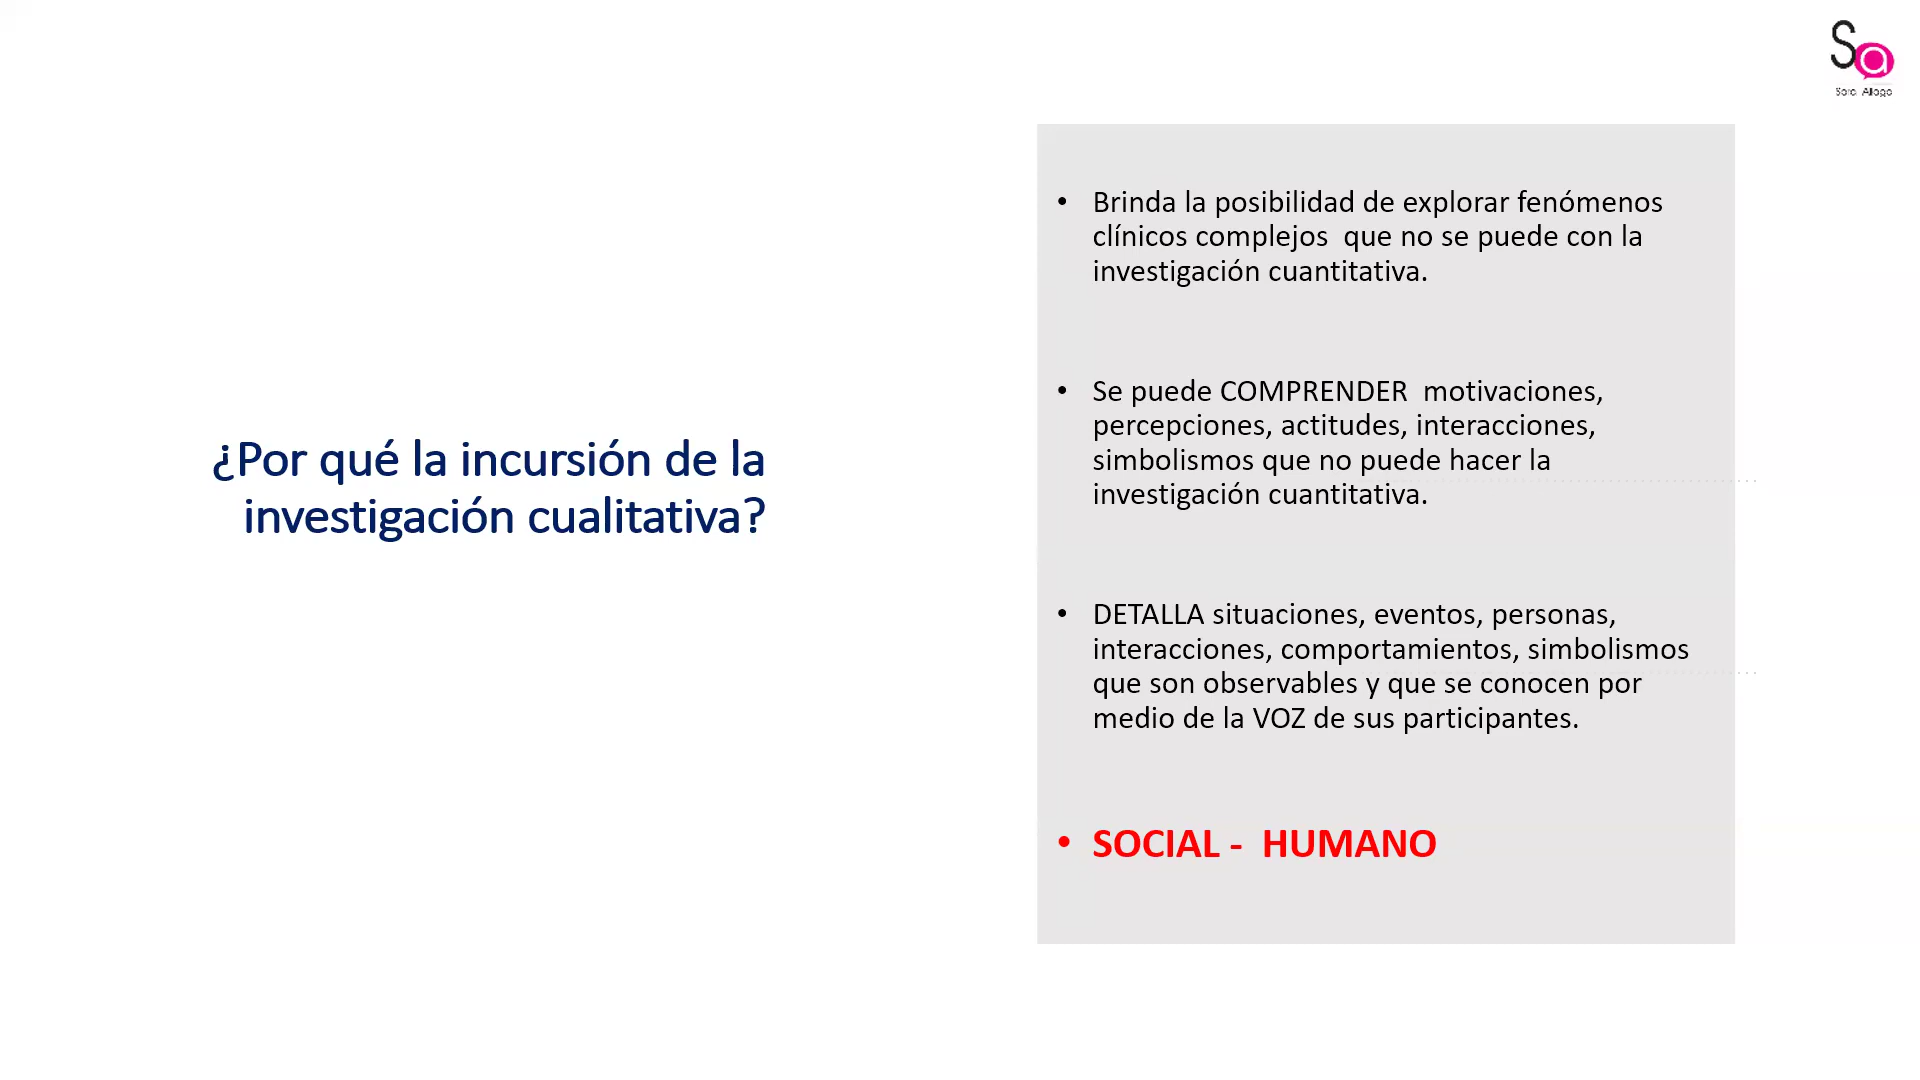 Sa
Sara Aliaga
¿Por qué la incursión de la
investigación cualitativa?
• Brinda la posibilidad de explorar fenómenos
clínicos complejos  que no se puede con la
investigación cuantitativa.
• Se puede COMPRENDER  motivaciones,
percepciones, actitudes, interacciones,
simbolismos que no puede hacer la
investigación cuantitativa.
• DETALLA situaciones, eventos, personas,
interacciones, comportamientos, simbolismos
que son observables y que se conocen por
medio de la VOZ de sus participantes.
• SOCIAL -  HUMANO